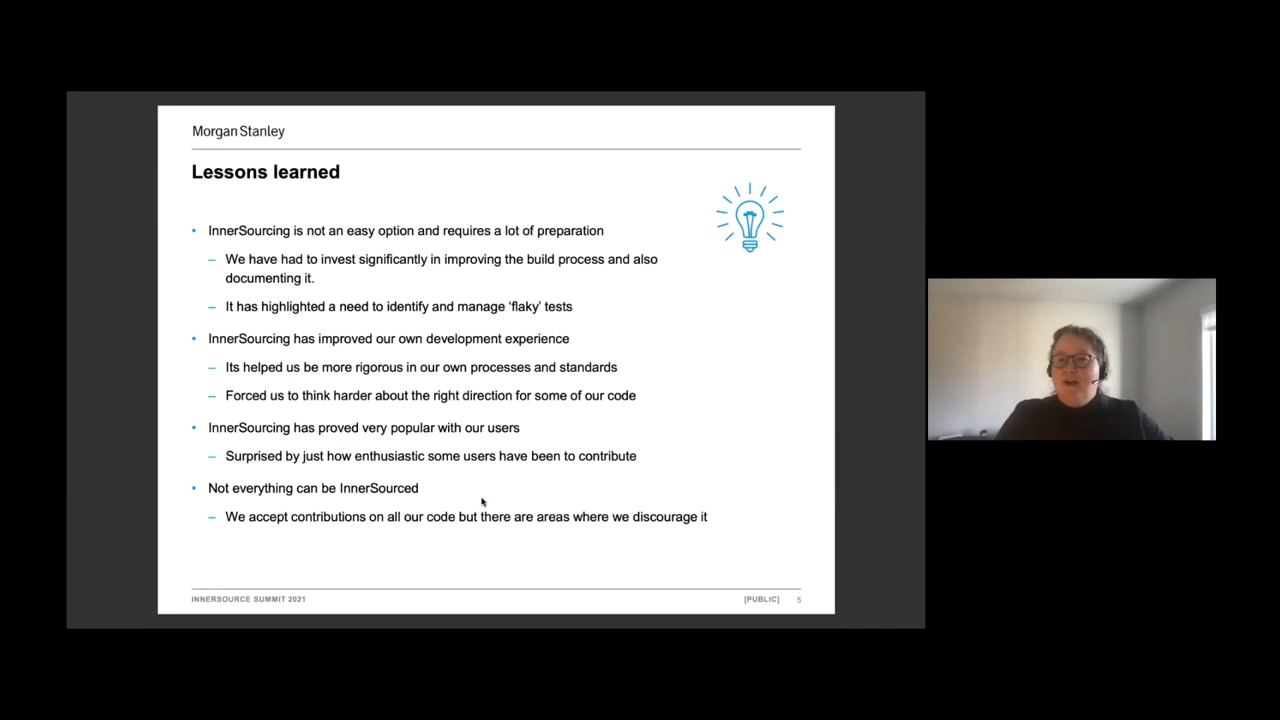 Morgan Stanley
Lessons learned
• InnerSourcing is not an easy option and requires a lot of preparation
– We have had to invest significantly in improving the build process and also
documenting it.
– It has highlighted a need to identify and manage ‘flaky’ tests
• InnerSourcing has improved our own development experience
– Its helped us be more rigorous in our own processes and standards
– Forced us to think harder about the right direction for some of our code
• InnerSourcing has proved very popular with our users
– Surprised by just how enthusiastic some users have been to contribute
• Not everything can be InnerSourced
– We accept contributions on all our code but there are areas where we discourage it
INNERSOURCE SUMMIT 2021 [PUBLIC] 5